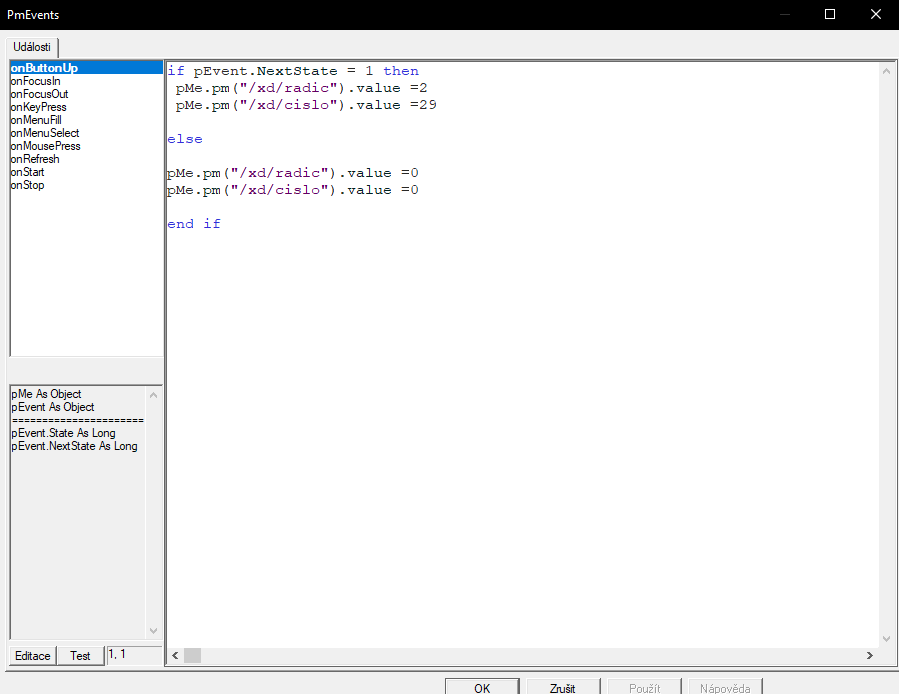 PmEvents
Události
onButtonUp
onFocusIn
onFocusOut
onKeyPress
onMenuFill
onMenuSelect
onMousePress
onRefresh
onStart
onStop
if pEvent.NextState = 1 then
pMe.pm("/xd/radic").value =2
pMe.pm("/xd/cislo").value =29
else
pMe.pm("/xd/radic").value =0
pMe.pm("/xd/cislo").value =0
end if
pMe As Object
pEvent As Object
======================
pEvent.State As Long
pEvent.NextState As Long
Editace Test 1, 1
OK Zrušit Použít Nápověda